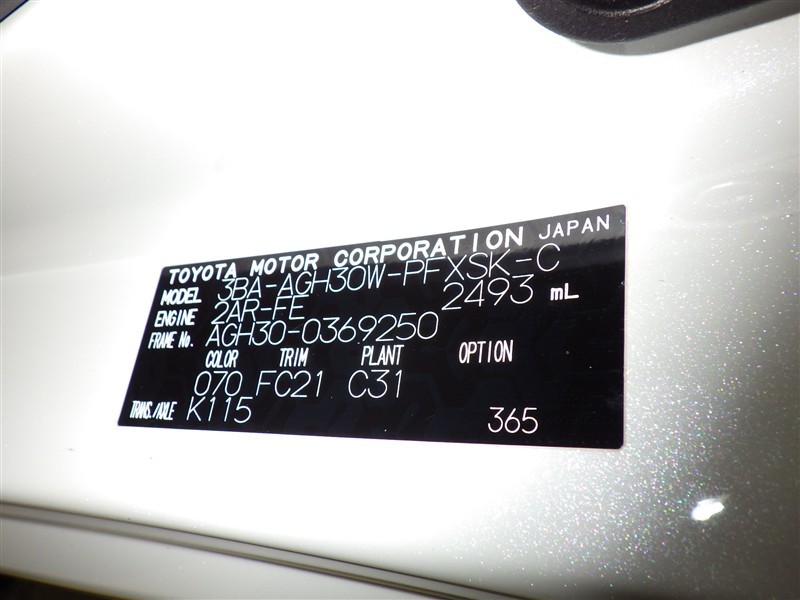 TOYOTA MOTOR CORPORATION JAPAN
MODEL 3BA-AGH30W-PFXSK-C
ENGINE 2AR-FE 2493 mL
FRAME No. AGH30-0369250
COLOR TRIM PLANT OPTION
070 FC21 C31
TRANS./AXLE K115 365